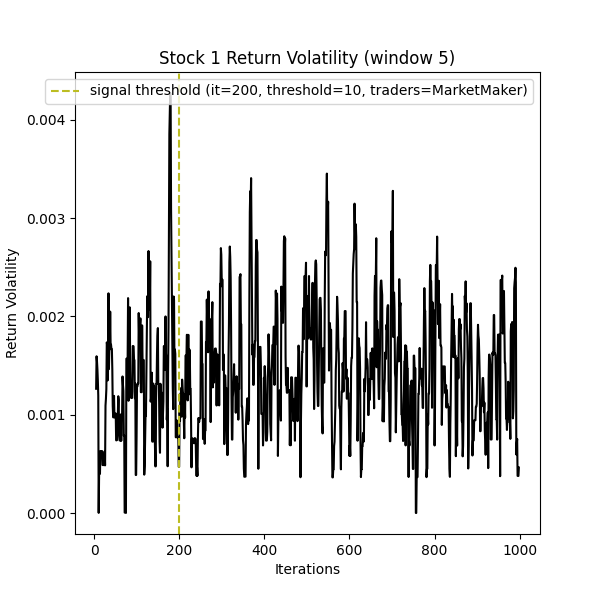 Stock 1 Return Volatility (window 5)
signal threshold (it=200, threshold=10, traders=MarketMaker)
Return Volatility
0.004
0.003
0.002
0.001
0.000
0 200 400 600 800 1000
Iterations